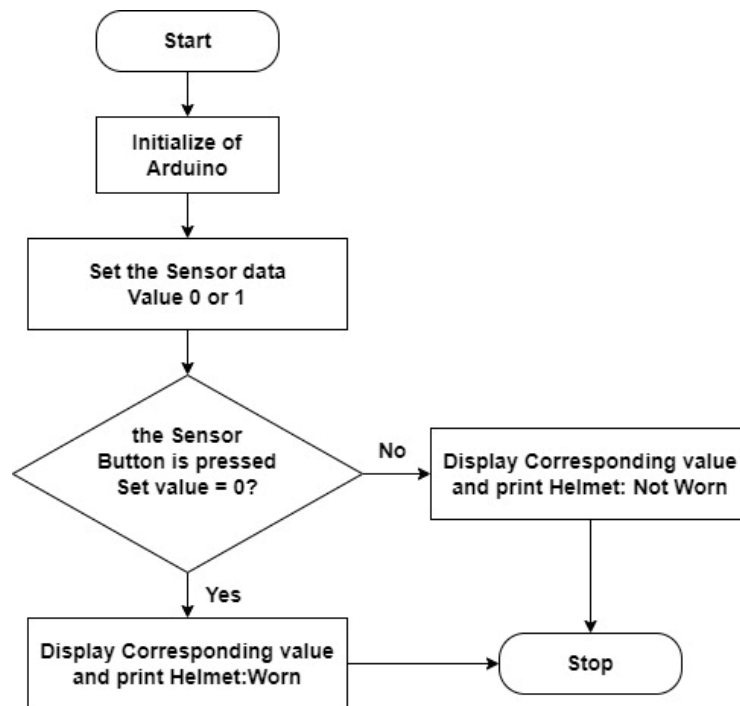 Start
Initialize of
Arduino
Set the Sensor data
Value 0 or 1
the Sensor
Button is pressed
Set value = 0?
No
Display Corresponding value
and print Helmet: Not Worn
Yes
Display Corresponding value
and print Helmet:Worn
Stop